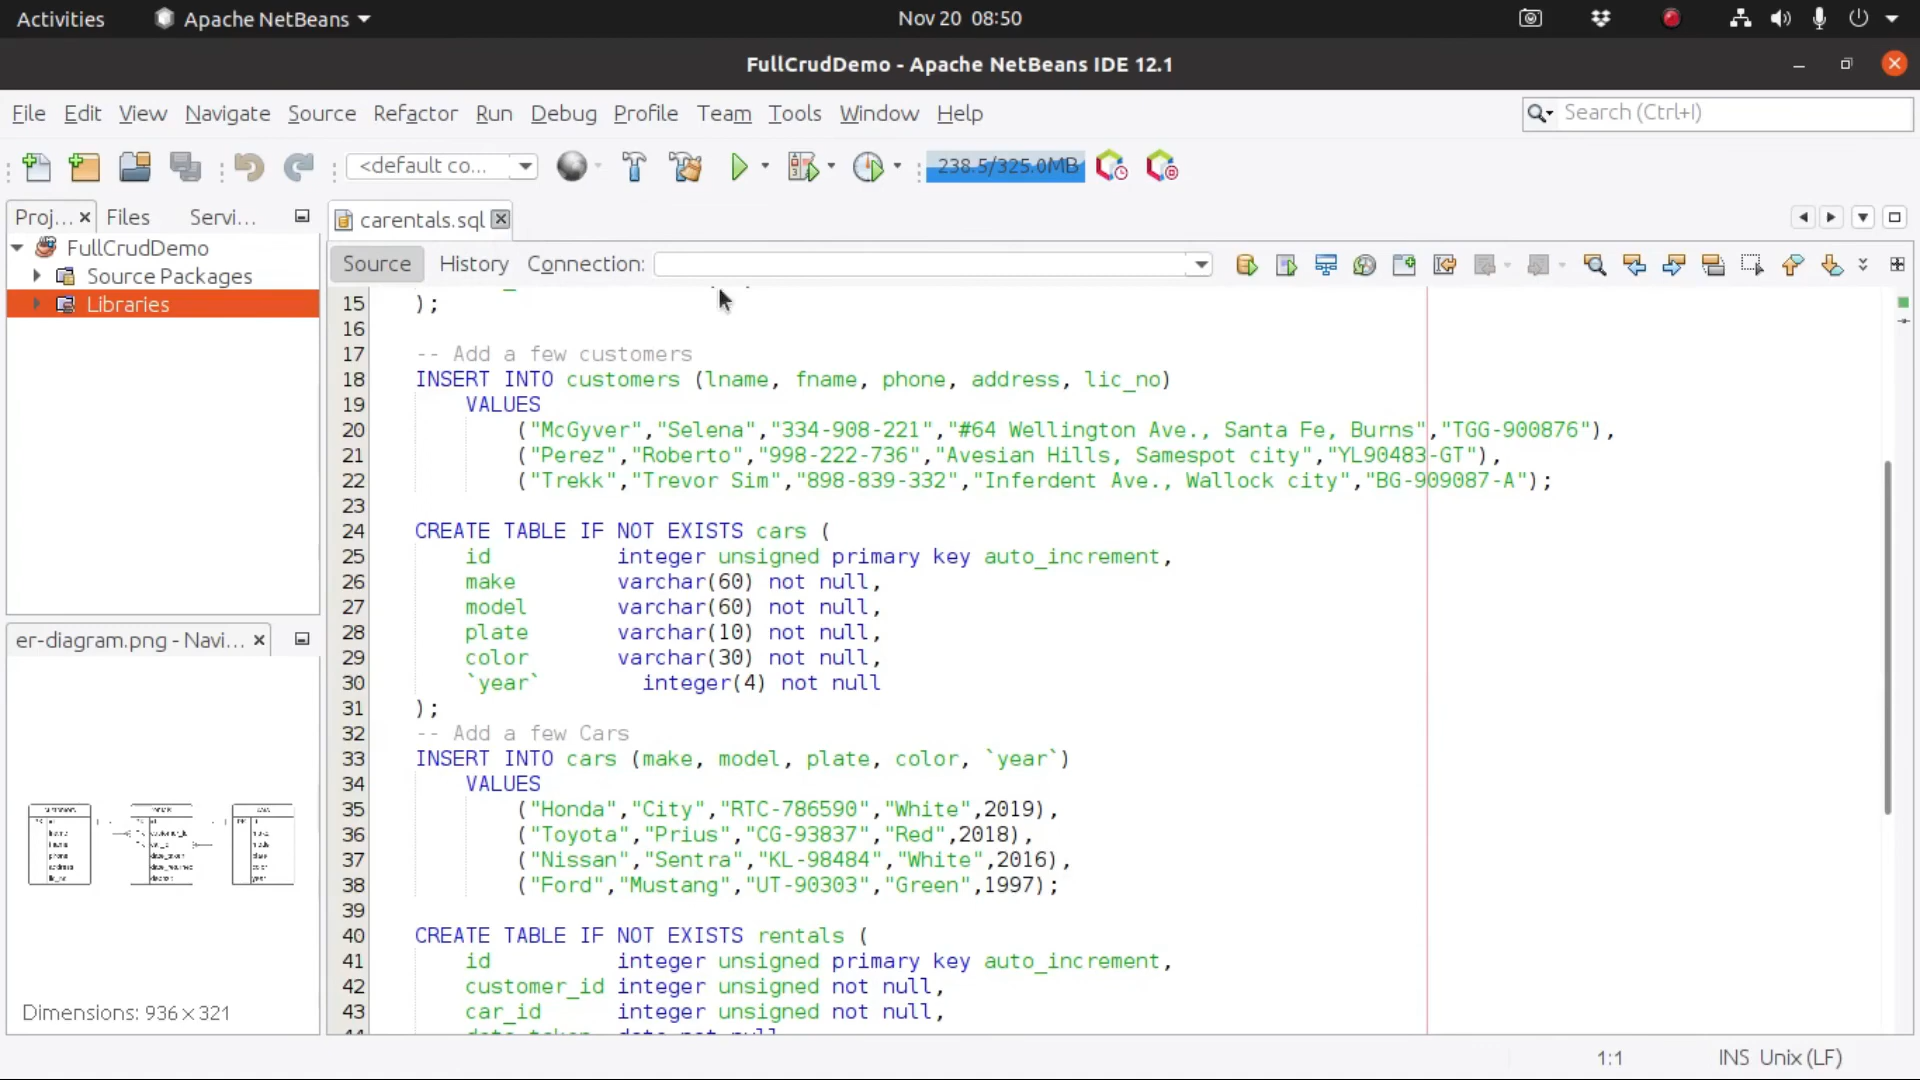 Activities Apache NetBeans Nov 20 08:50
FullCrudDemo - Apache NetBeans IDE 12.1
File Edit View Navigate Source Refactor Run Debug Profile Team Tools Window Help Search (Ctrl+I)
<default co... 238.5/325.0MB
Proj... Files Servi... carentals.sql
FullCrudDemo
Source Packages
Libraries
Source History Connection:
15 );
16
17 -- Add a few customers
18 INSERT INTO customers (lname, fname, phone, address, lic_no)
19 VALUES
20 ("McGyver","Selena","334-908-221","#64 Wellington Ave., Santa Fe, Burns","TGG-900876"),
21 ("Perez","Roberto","998-222-736","Avesian Hills, Samespot city","YL90483-GT"),
22 ("Trekk","Trevor Sim","898-839-332","Inferdent Ave., Wallock city","BG-909087-A");
23
24 CREATE TABLE IF NOT EXISTS cars (
25 id integer unsigned primary key auto_increment,
26 make varchar(60) not null,
27 model varchar(60) not null,
28 plate varchar(10) not null,
29 color varchar(30) not null,
30 `year` integer(4) not null
31 );
32 -- Add a few Cars
33 INSERT INTO cars (make, model, plate, color, `year`)
34 VALUES
35 ("Honda","City","RTC-786590","White",2019),
36 ("Toyota","Prius","CG-93837","Red",2018),
37 ("Nissan","Sentra","KL-98484","White",2016),
38 ("Ford","Mustang","UT-90303","Green",1997);
39
40 CREATE TABLE IF NOT EXISTS rentals (
41 id integer unsigned primary key auto_increment,
42 customer_id integer unsigned not null,
43 car_id integer unsigned not null,
44 date_taken date not null
er-diagram.png - Navi...
Dimensions: 936 × 321
1:1 INS Unix (LF)